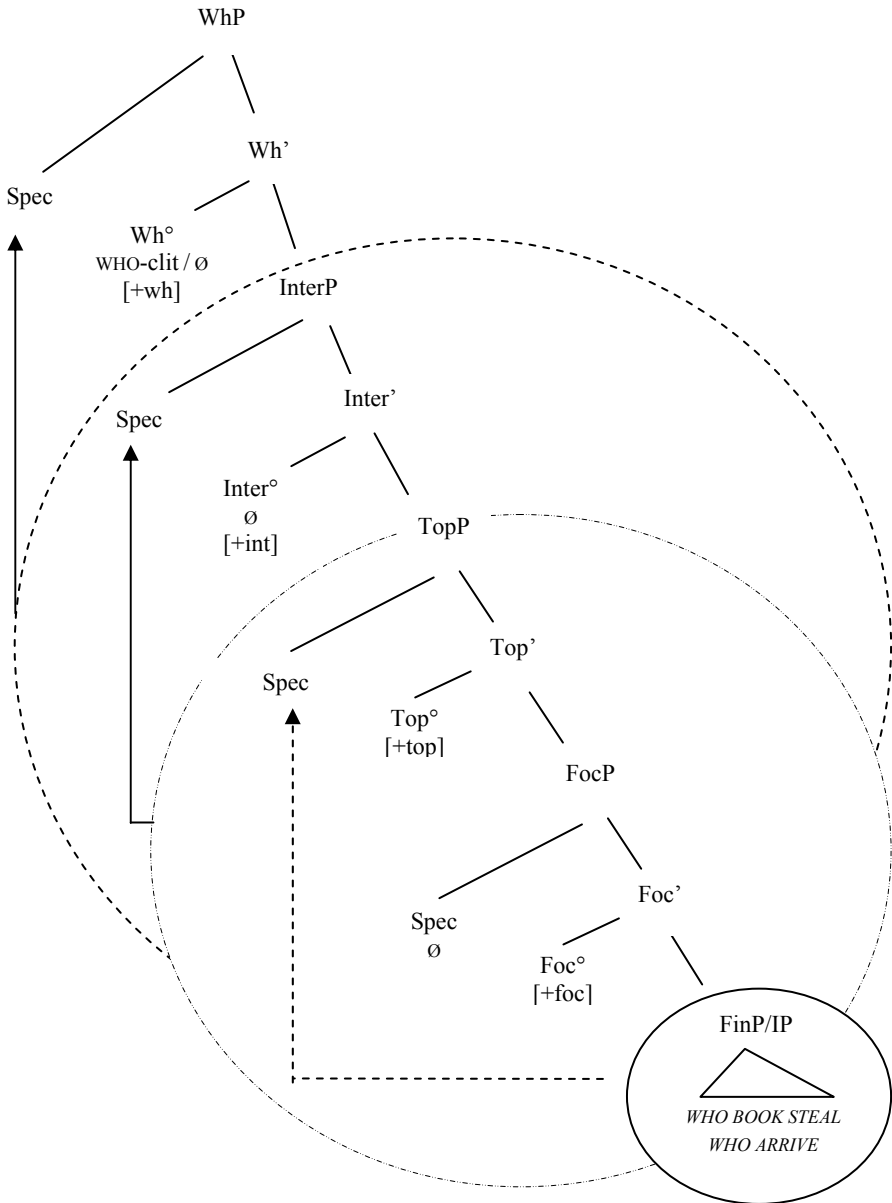 WhP
Wh’
Spec
Wh°
WHO-clit / Ø
[+wh]
InterP
Inter’
Spec
Inter°
Ø
[+int]
TopP
Top’
Spec
Top°
[+top]
FocP
Foc’
Spec
Ø
Foc°
[+foc]
FinP/IP
WHO BOOK STEAL
WHO ARRIVE